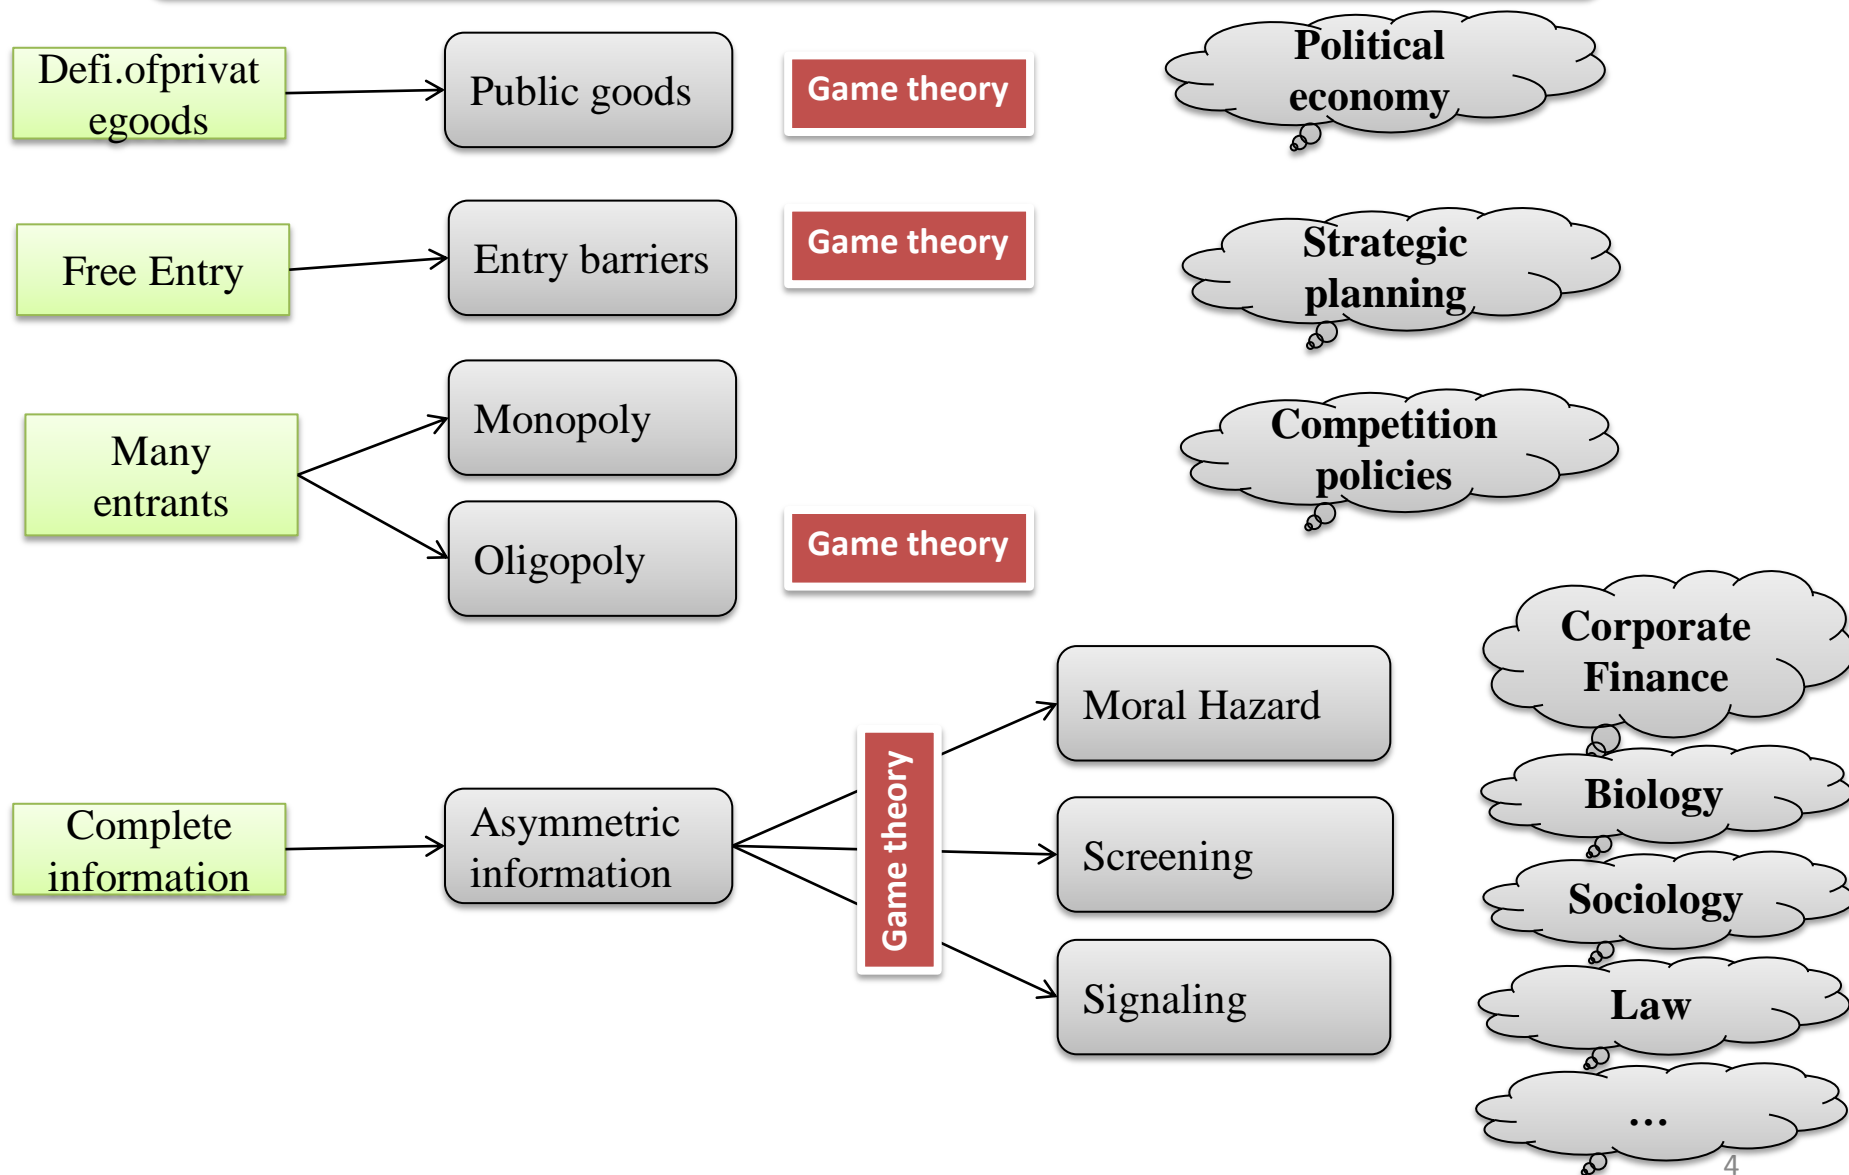 Defi.ofprivat
egoods
Public goods
Game theory
Political
economy
Free Entry
Entry barriers
Game theory
Strategic
planning
Many
entrants
Monopoly
Competition
policies
Oligopoly
Game theory
Corporate
Finance
Moral Hazard
Complete
information
Asymmetric
information
Game theory
Screening
Signaling
Biology
Sociology
Law
...
4